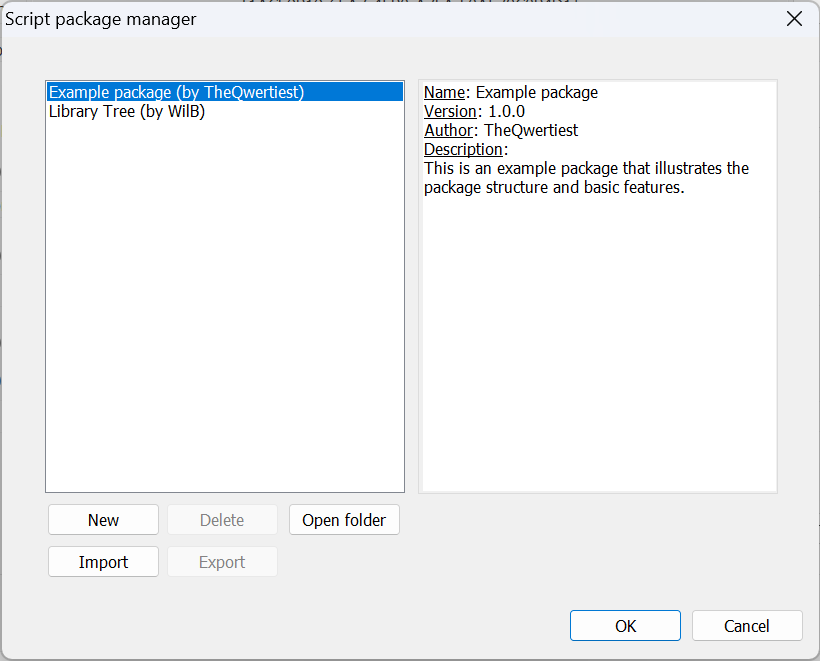 Script package manager
Example package (by TheQwertiest)
Library Tree (by WilB)
Name: Example package
Version: 1.0.0
Author: TheQwertiest
Description:
This is an example package that illustrates the
package structure and basic features.
New
Delete
Open folder
Import
Export
OK
Cancel